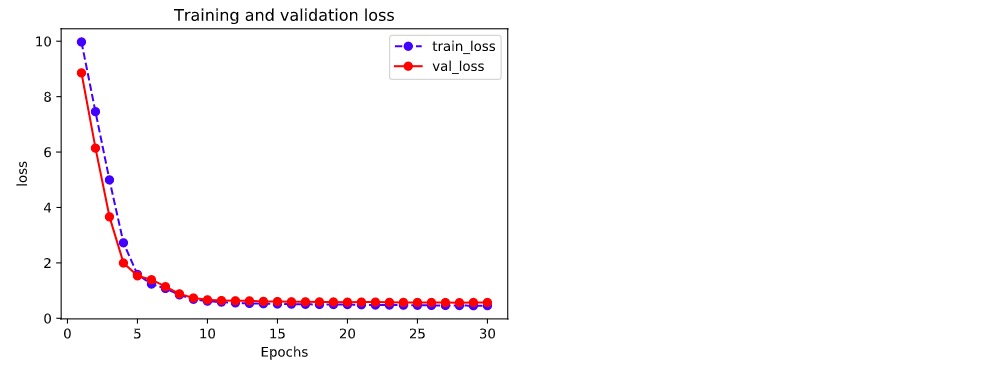 Training and validation loss
train_loss
val_loss
loss
10
8
6
4
2
0
0 5 10 15 20 25 30
Epochs